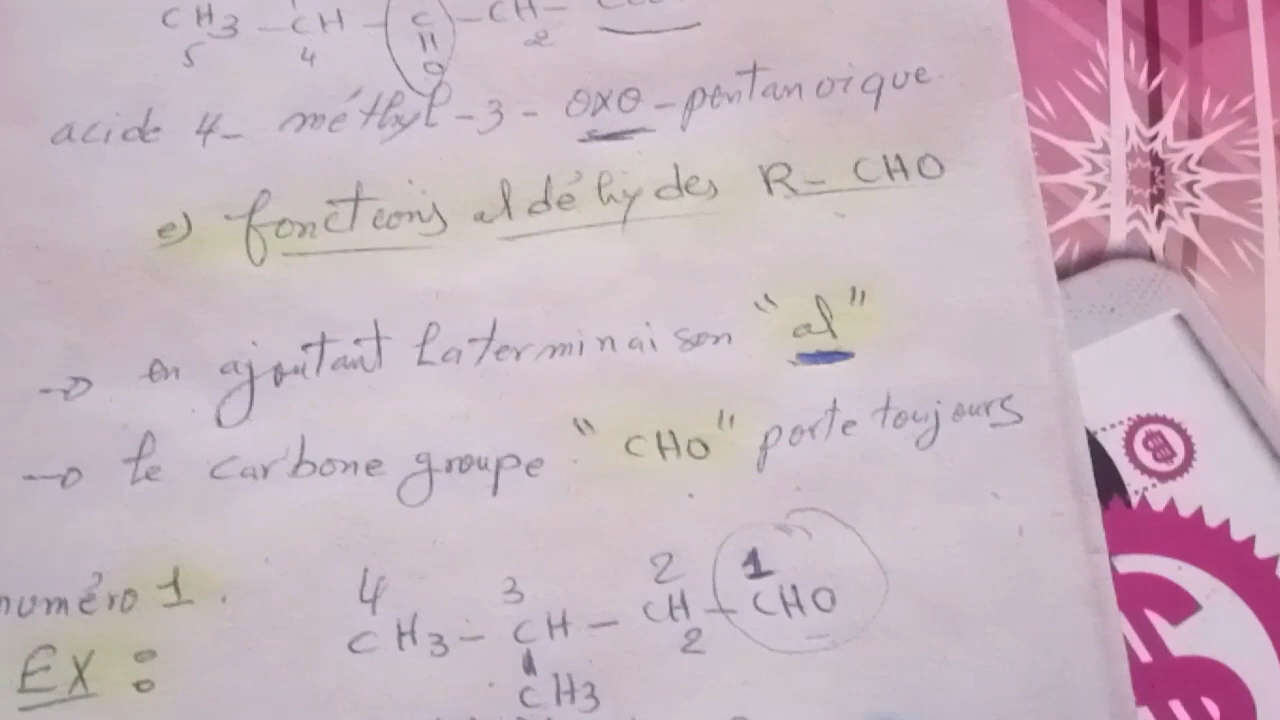 CH3 - CH - C - CH -
5 4 || 2
O
acide 4- méthyl-3- oxo-pentanoique
e) fonctions aldéhydes R- CHO
→ en ajoutant la terminaison "al"
→ le carbone groupe "CHO" porte toujours
numéro 1.
4 3 2 1
EX : CH3 - CH - CH2 - CHO
CH3